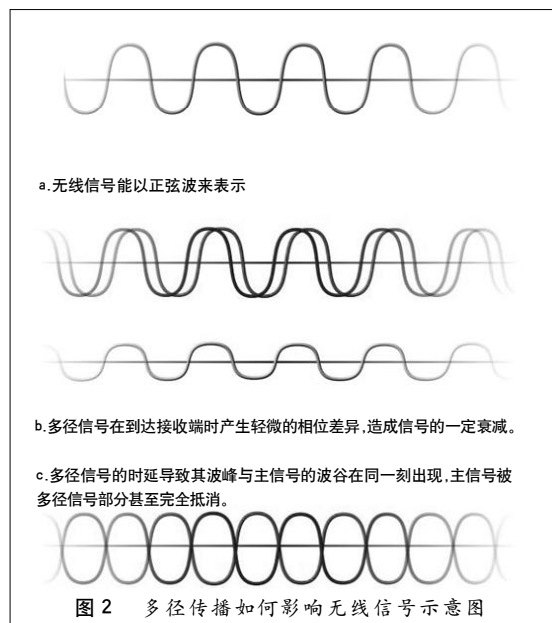 a.无线信号能以正弦波来表示
b.多径信号在到达接收端时产生轻微的相位差异,造成信号的一定衰减。
c.多径信号的时延导致其波峰与主信号的波谷在同一刻出现,主信号被
多径信号部分甚至完全抵消。
图 2 多径传播如何影响无线信号示意图